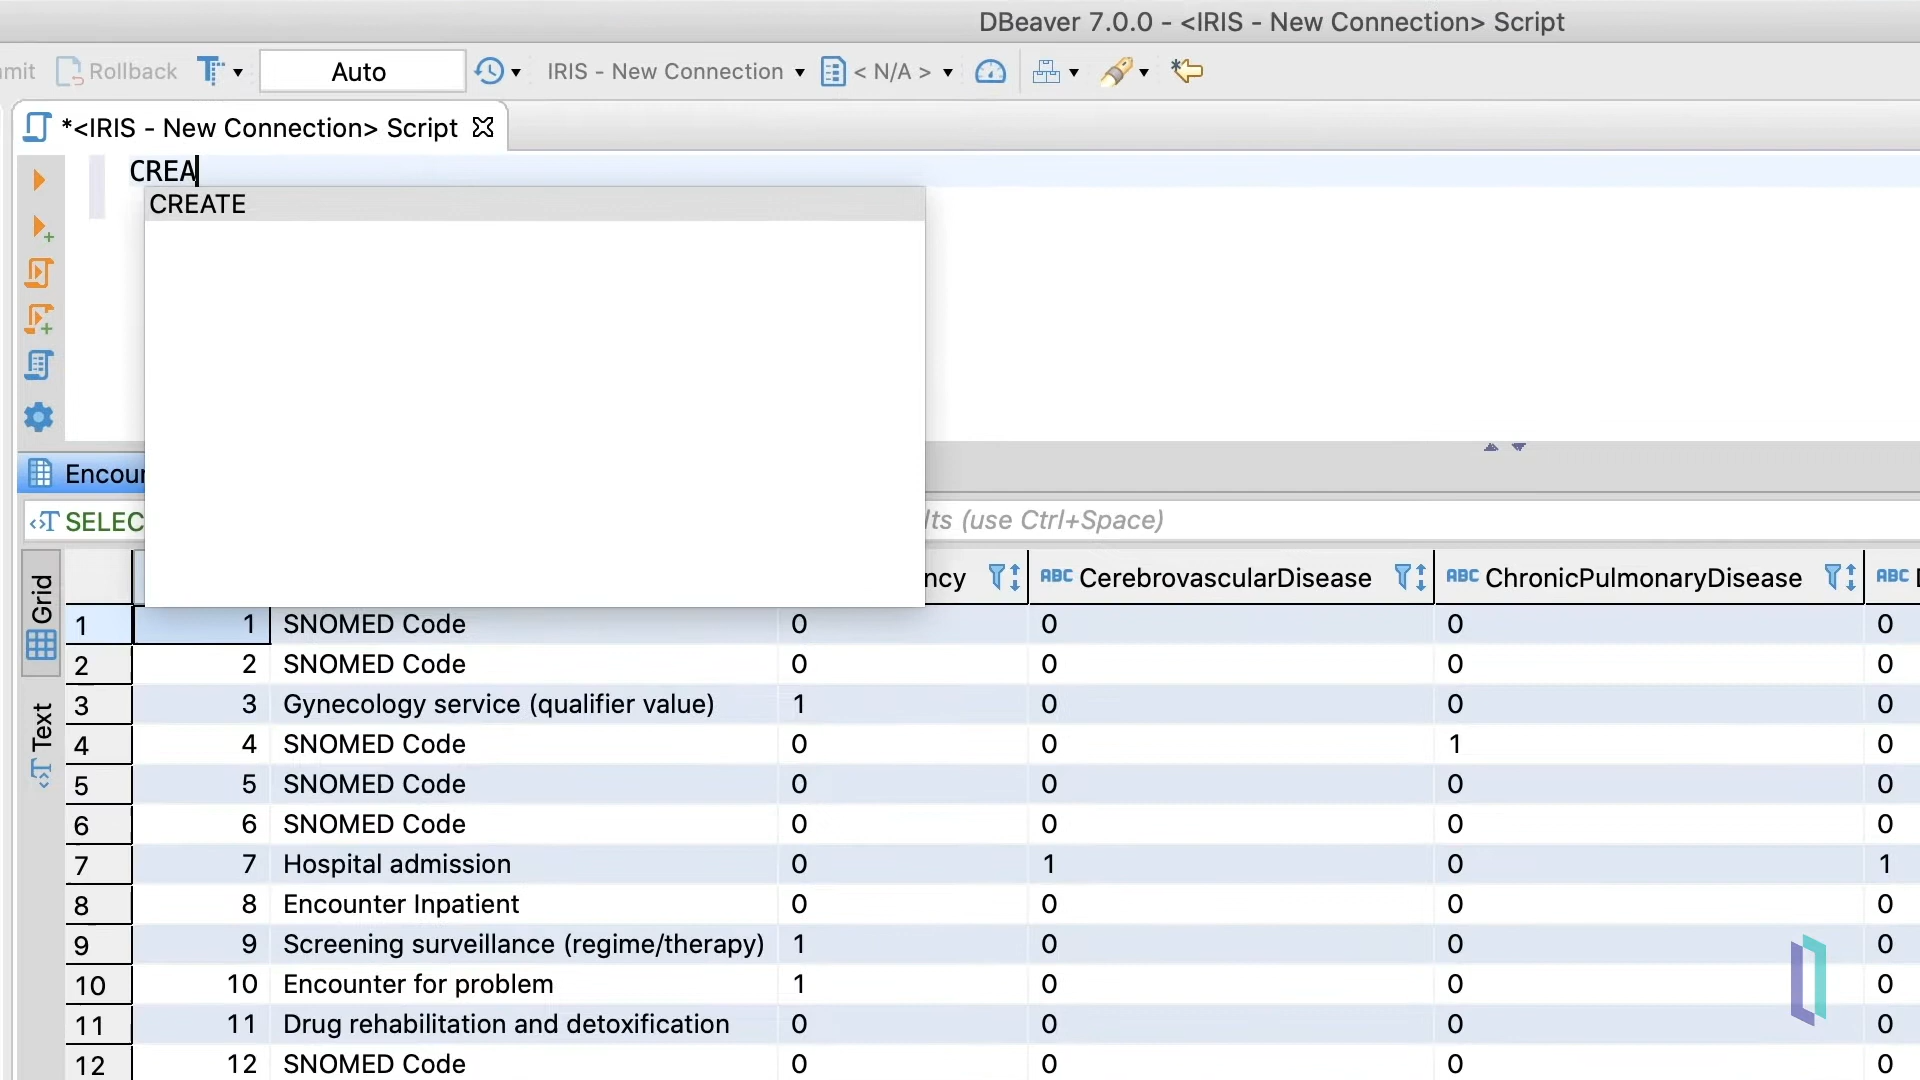 DBeaver 7.0.0 - <IRIS - New Connection> Script
mit Rollback T Auto IRIS - New Connection < N/A >
*<IRIS - New Connection> Script
CREA
CREATE
Encour
SELEC lts (use Ctrl+Space)
Grid
Text
ncy ABC CerebrovascularDisease ABC ChronicPulmonaryDisease ABC
1 1 SNOMED Code 0 0 0 0
2 2 SNOMED Code 0 0 0 0
3 3 Gynecology service (qualifier value) 1 0 0 0
4 4 SNOMED Code 0 0 1 0
5 5 SNOMED Code 0 0 0 0
6 6 SNOMED Code 0 0 0 0
7 7 Hospital admission 0 1 0 1
8 8 Encounter Inpatient 0 0 0 0
9 9 Screening surveillance (regime/therapy) 1 0 0 0
10 10 Encounter for problem 1 0 0 0
11 11 Drug rehabilitation and detoxification 0 0 0 0
12 12 SNOMED Code 0 0 0 0